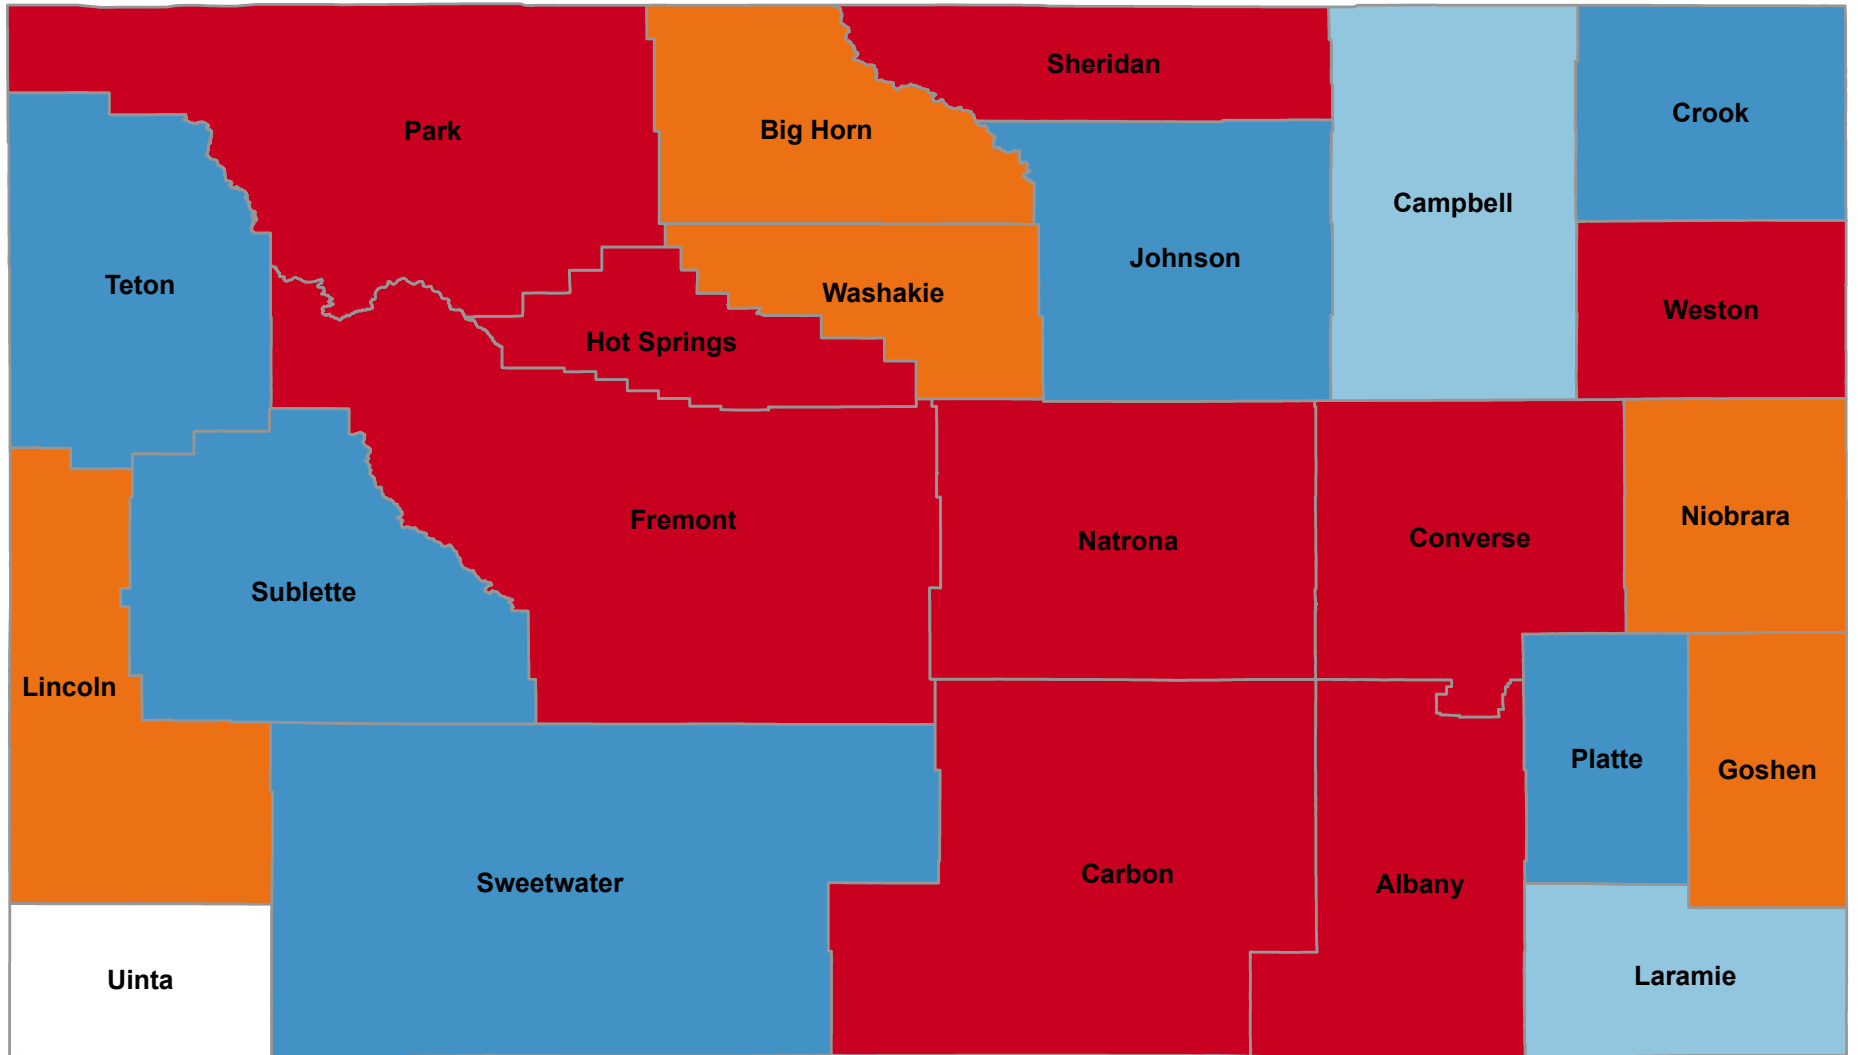 Sheridan
Crook
Park
Big Horn
Campbell
Johnson
Teton
Washakie
Weston
Hot Springs
Fremont
Niobrara
Natrona
Converse
Sublette
Lincoln
Platte
Goshen
Sweetwater
Carbon
Albany
Uinta
Laramie